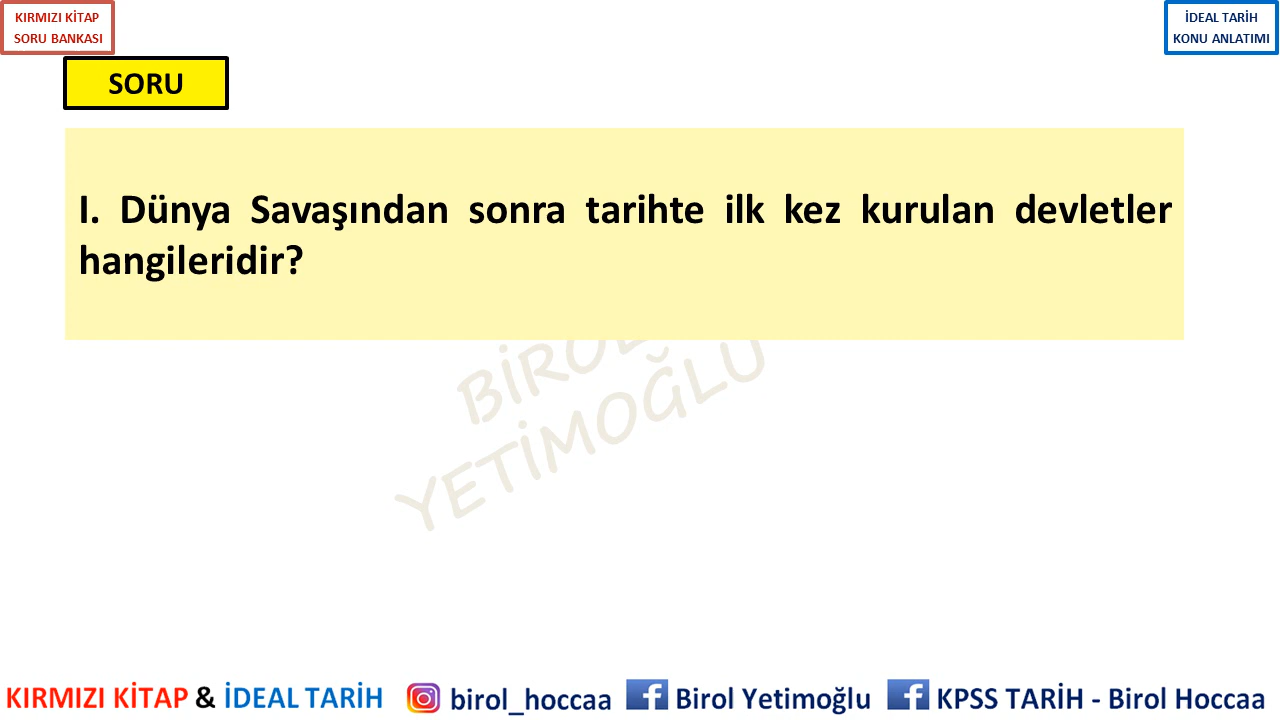 KIRMIZI KİTAP
SORU BANKASI
İDEAL TARİH
KONU ANLATIMI
SORU
I. Dünya Savaşından sonra tarihte ilk kez kurulan devletler
hangileridir?
BİROL
YETİMOĞLU
KIRMIZI KİTAP & İDEAL TARİH birol_hoccaa Birol Yetimoğlu KPSS TARİH - Birol Hoccaa